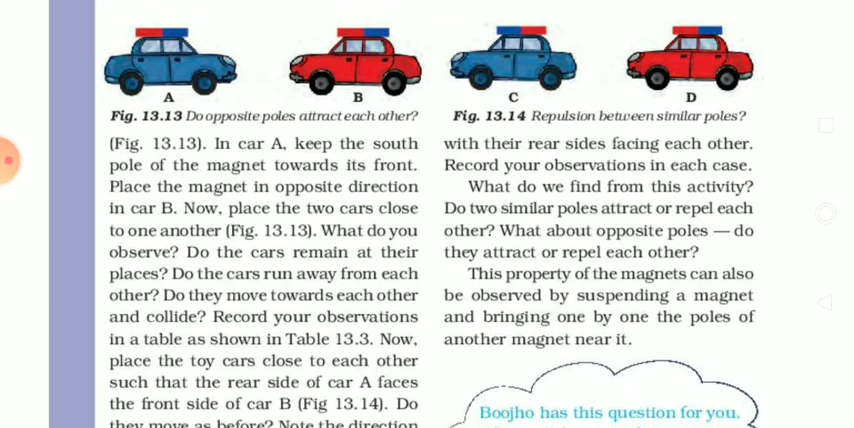 A
B
Fig. 13.13 Do opposite poles attract each other?
(Fig. 13.13). In car A, keep the south
pole of the magnet towards its front.
Place the magnet in opposite direction
in car B. Now, place the two cars close
to one another (Fig. 13.13). What do you
observe? Do the cars remain at their
places? Do the cars run away from each
other? Do they move towards each other
and collide? Record your observations
in a table as shown in Table 13.3. Now,
place the toy cars close to each other
such that the rear side of car A faces
the front side of car B (Fig 13.14). Do
they move as before? Note the direction
C
D
Fig. 13.14 Repulsion between similar poles?
with their rear sides facing each other.
Record your observations in each case.
What do we find from this activity?
Do two similar poles attract or repel each
other? What about opposite poles — do
they attract or repel each other?
This property of the magnets can also
be observed by suspending a magnet
and bringing one by one the poles of
another magnet near it.
Boojho has this question for you.